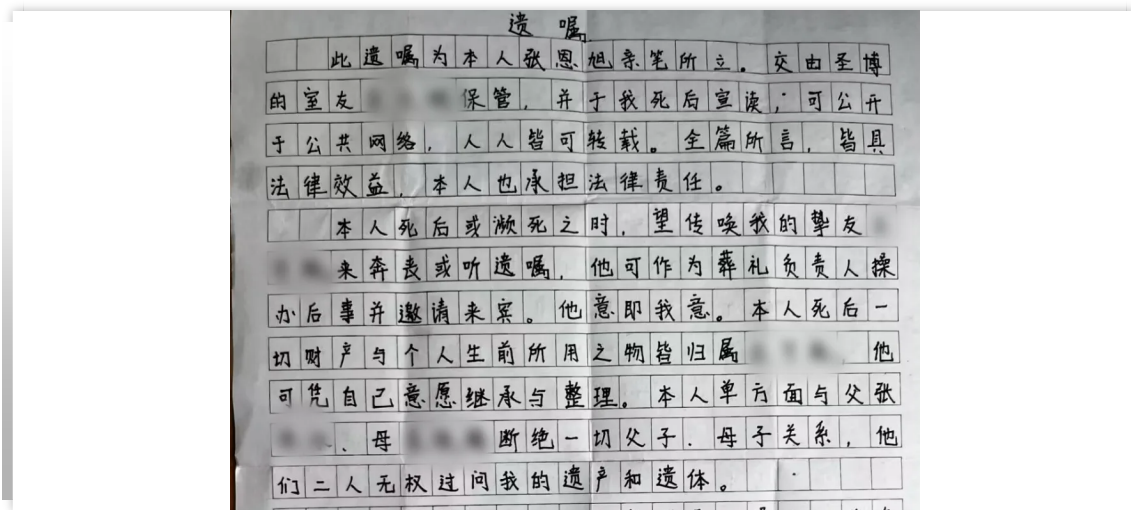 遗嘱
此遗嘱为本人张恩旭亲笔所立。交由圣博
的室友 保管,并于我死后宣读;可公开
于公共网络,人人皆可转载。全篇所言,皆具
法律效益,本人也承担法律责任。
本人死后或濒死之时,望传唤我的挚友
来奔丧或听遗嘱,他可作为葬礼负责人操
办后事并邀请来宾。他意即我意。本人死后一
切财产与个人生前所用之物皆归属 ,他
可凭自己意愿继承与整理。本人单方面与父张
、母 断绝一切父子、母子关系,他
们二人无权过问我的遗产和遗体。